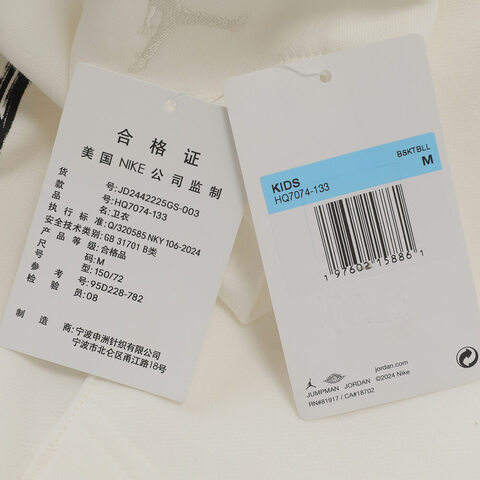 合格证
美国 NIKE 公司监制
货号:JD2442225GS-003
款号:HQ7074-133
品名:卫衣
执行标准:Q/320585 NKY 106-2024
安全技术类别:GB 31701 B类
产品等级:合格品
尺码:M
参考型:150/72
检验员:95D228-782
08
制造商:宁波申洲针织有限公司
宁波市北仑区甬江路18号
BSKTBLL
KIDS
M
HQ7074-133
1 97602 15886 1
jordan.com
JUMPMAN JORDAN ©2024 Nike
RN#81917 / CA#18702